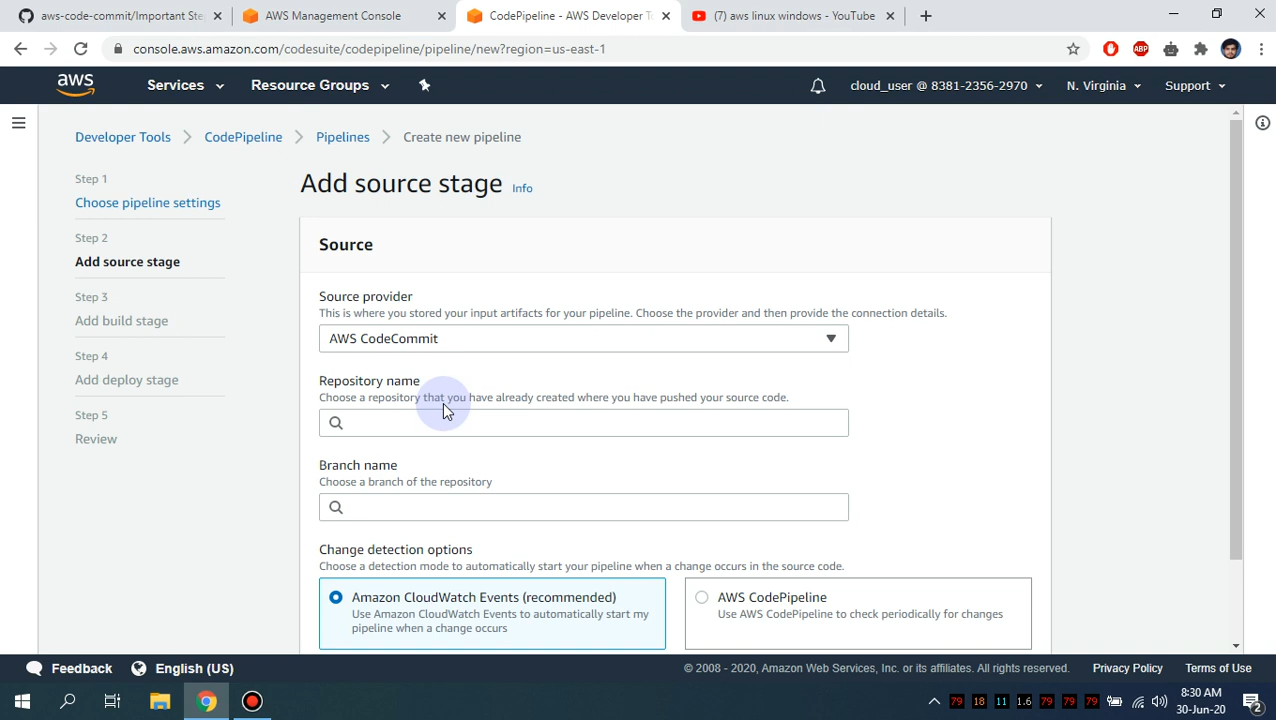 aws-code-commit/Important Ste
AWS Management Console
CodePipeline - AWS Developer T
(7) aws linux windows - YouTube
console.aws.amazon.com/codesuite/codepipeline/pipeline/new?region=us-east-1
ABP
aws
Services
Resource Groups
cloud_user @ 8381-2356-2970
N. Virginia
Support
Developer Tools
CodePipeline
Pipelines
Create new pipeline
Step 1
Choose pipeline settings
Step 2
Add source stage
Step 3
Add build stage
Step 4
Add deploy stage
Step 5
Review
Add source stage
Info
Source
Source provider
This is where you stored your input artifacts for your pipeline. Choose the provider and then provide the connection details.
AWS CodeCommit
Repository name
Choose a repository that you have already created where you have pushed your source code.
Branch name
Choose a branch of the repository
Change detection options
Choose a detection mode to automatically start your pipeline when a change occurs in the source code.
Amazon CloudWatch Events (recommended)
Use Amazon CloudWatch Events to automatically start my
pipeline when a change occurs
AWS CodePipeline
Use AWS CodePipeline to check periodically for changes
Feedback
English (US)
© 2008 - 2020, Amazon Web Services, Inc. or its affiliates. All rights reserved.
Privacy Policy
Terms of Use
79 18 11 1.6 79 79 79
8:30 AM
30-Jun-20
2